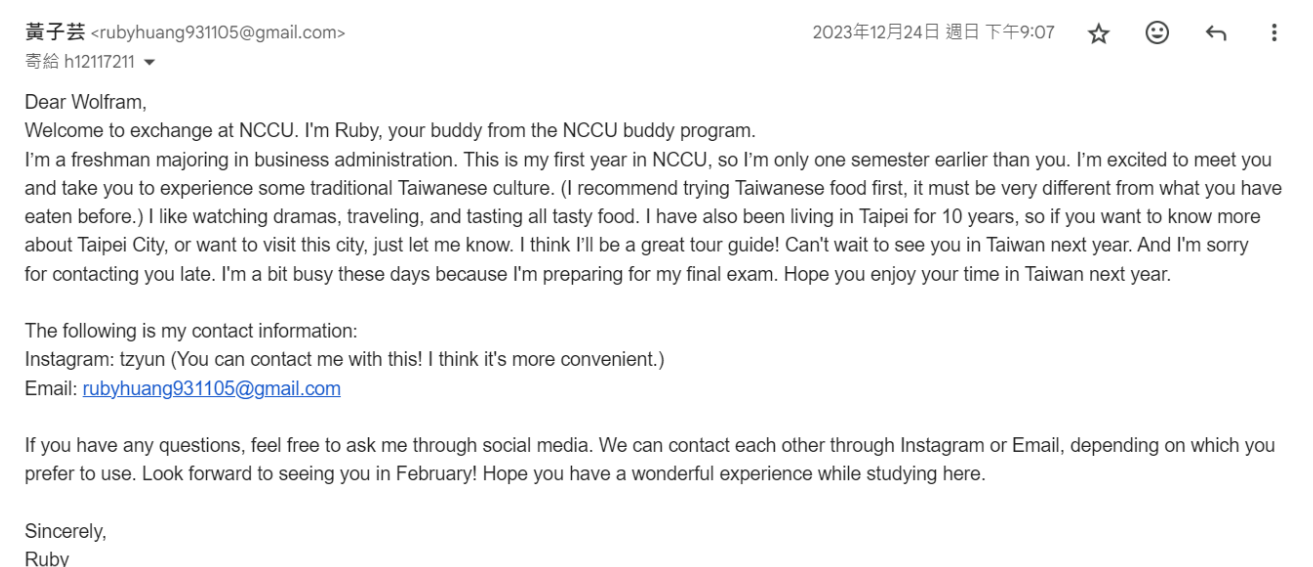 黃子芸 <rubyhuang931105@gmail.com>
2023年12月24日 週日 下午9:07
寄給 h12117211
Dear Wolfram,
Welcome to exchange at NCCU. I'm Ruby, your buddy from the NCCU buddy program.
I’m a freshman majoring in business administration. This is my first year in NCCU, so I’m only one semester earlier than you. I’m excited to meet you
and take you to experience some traditional Taiwanese culture. (I recommend trying Taiwanese food first, it must be very different from what you have
eaten before.) I like watching dramas, traveling, and tasting all tasty food. I have also been living in Taipei for 10 years, so if you want to know more
about Taipei City, or want to visit this city, just let me know. I think I’ll be a great tour guide! Can't wait to see you in Taiwan next year. And I'm sorry
for contacting you late. I'm a bit busy these days because I'm preparing for my final exam. Hope you enjoy your time in Taiwan next year.
The following is my contact information:
Instagram: tzyun (You can contact me with this! I think it's more convenient.)
Email: rubyhuang931105@gmail.com
If you have any questions, feel free to ask me through social media. We can contact each other through Instagram or Email, depending on which you
prefer to use. Look forward to seeing you in February! Hope you have a wonderful experience while studying here.
Sincerely,
Ruby